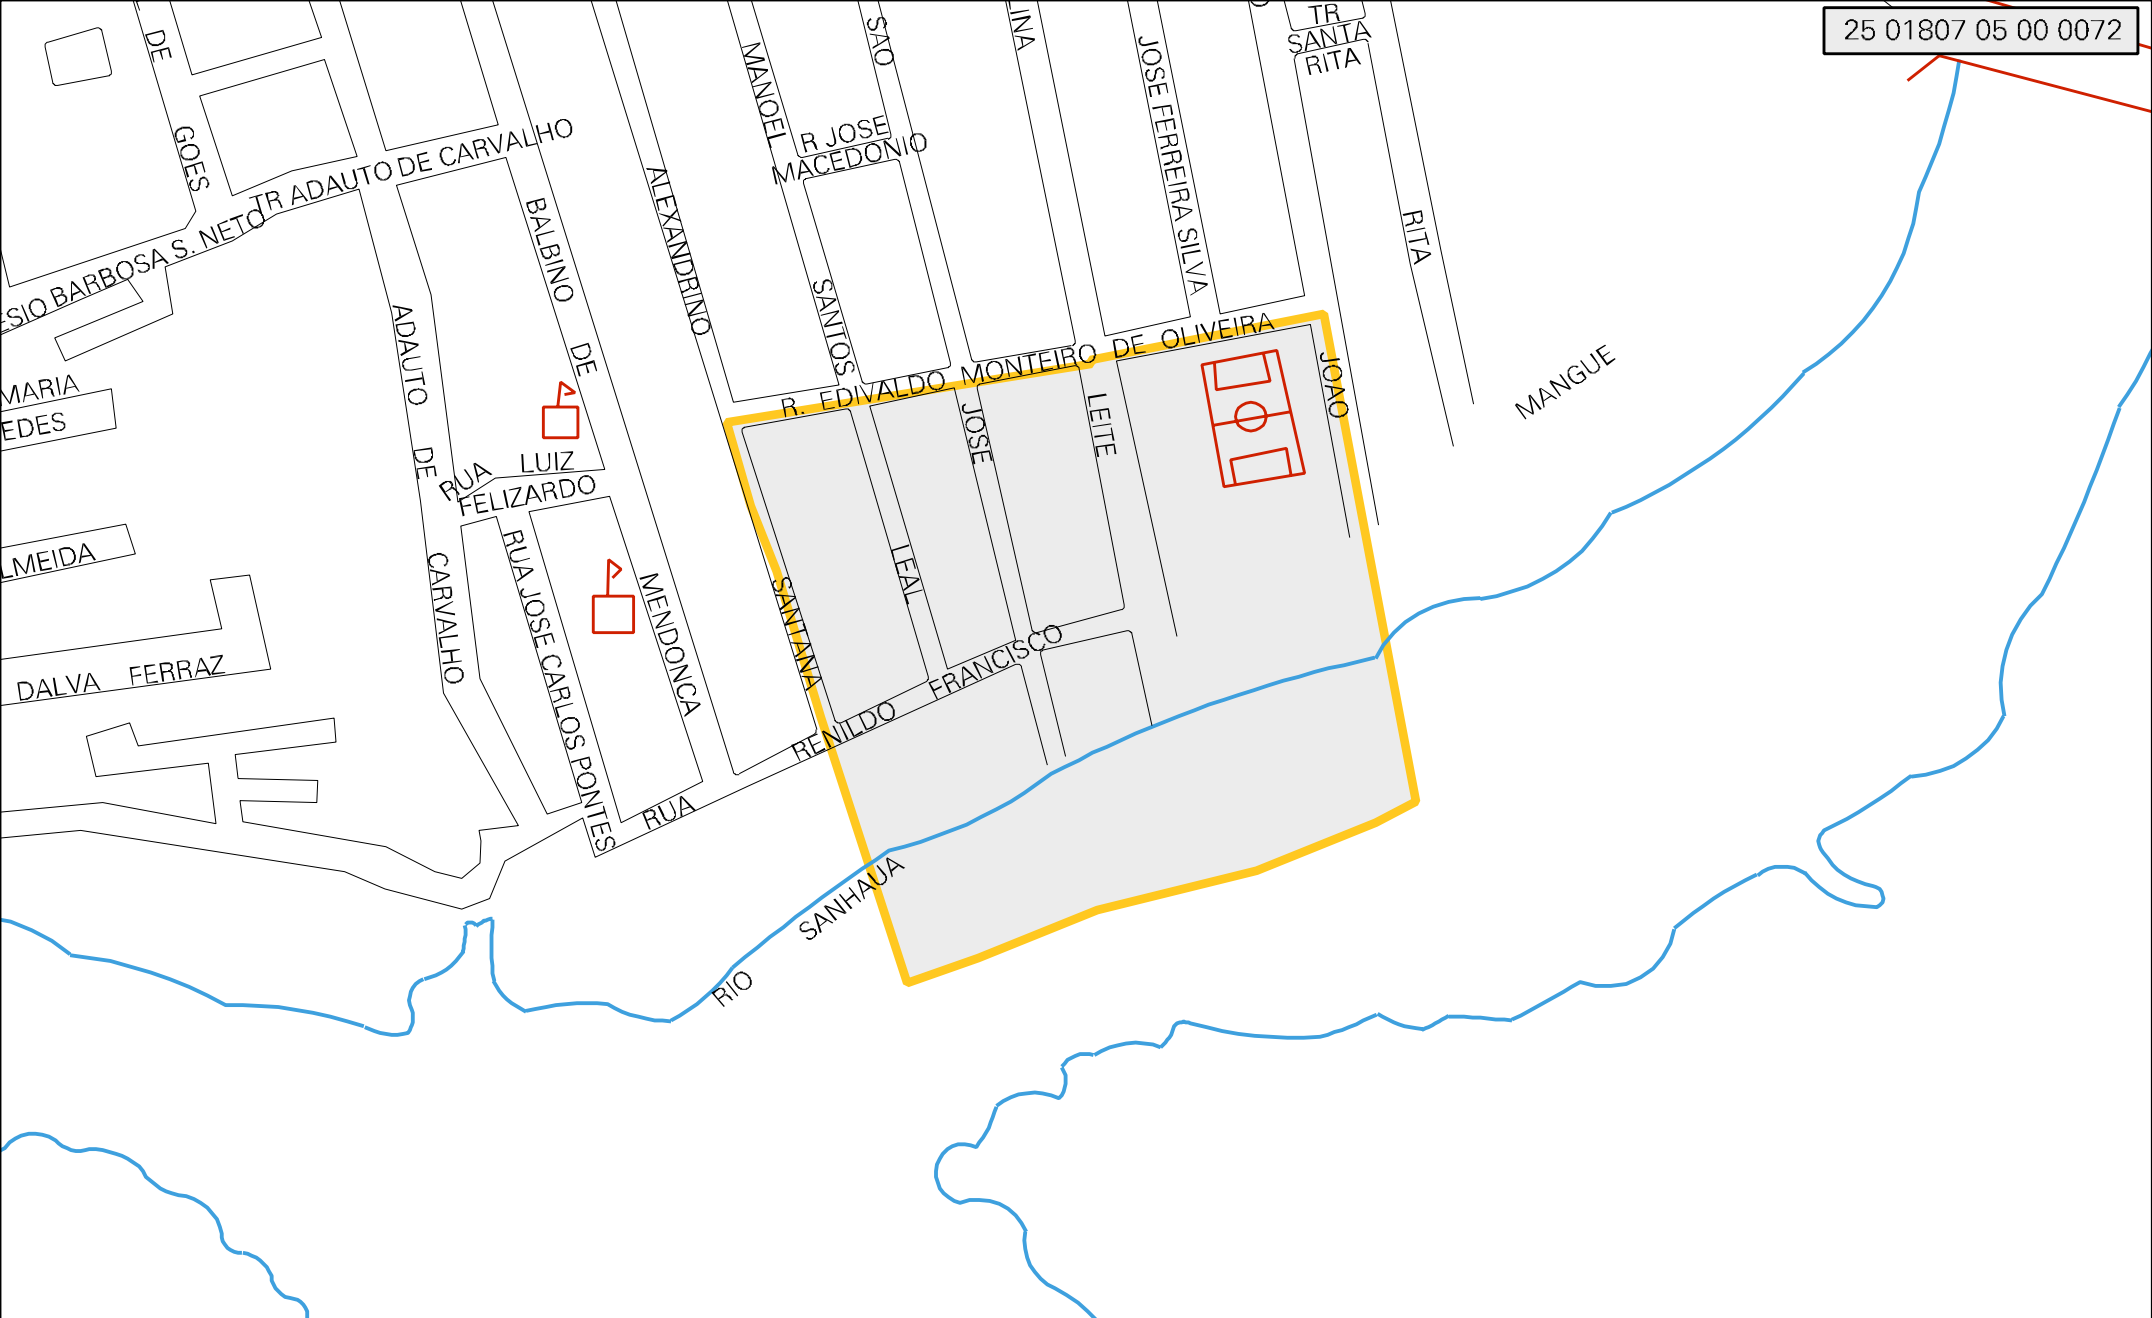 25 01807 05 00 0072
DE
GOES
SAO
INA
TR
SANTA
RITA
MANOEL
JOSE FERREIRA SILVA
R JOSE
MACEDONIO
TR ADAUTO DE CARVALHO
ESIO BARBOSA S. NETO
BALBINO
ALEXANDRINO
RITA
SANTOS
ADAUTO
DE
R. EDIVALDO MONTEIRO DE OLIVEIRA
JOAO
MANGUE
MARIA
EDES
JOSE
LEITE
DE
RUA LUIZ
FELIZARDO
LMEIDA
CARVALHO
RUA JOSE CARLOS PONTES
MENDONCA
SANTANA
LEAL
DALVA FERRAZ
RUA RENILDO FRANCISCO
RIO SANHAUA